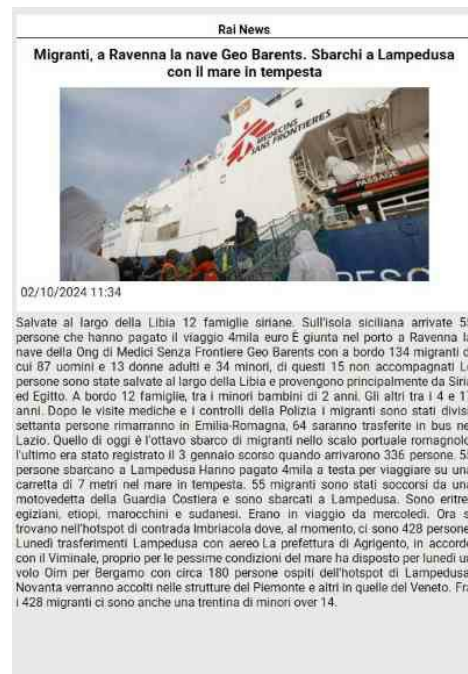 Rai News
Migranti, a Ravenna la nave Geo Barents. Sbarchi a Lampedusa
con il mare in tempesta
MEDECINS
SANS FRONTIERES
PASSAGE
02/10/2024 11:34
Salvate al largo della Libia 12 famiglie siriane. Sull'isola siciliana arrivate 55
persone che hanno pagato il viaggio 4mila euro È giunta nel porto a Ravenna la
nave della Ong di Medici Senza Frontiere Geo Barents con a bordo 134 migranti di
cui 87 uomini e 13 donne adulti e 34 minori, di questi 15 non accompagnati Le
persone sono state salvate al largo della Libia e provengono principalmente da Siria
ed Egitto. A bordo 12 famiglie, tra i minori bambini di 2 anni. Gli altri tra i 4 e 17
anni. Dopo le visite mediche e i controlli della Polizia i migranti sono stati divisi
settanta persone rimarranno in Emilia-Romagna, 64 saranno trasferite in bus nel
Lazio. Quello di oggi è l'ottavo sbarco di migranti nello scalo portuale romagnolo
l'ultimo era stato registrato il 3 gennaio scorso quando arrivarono 336 persone. 55
persone sbarcano a Lampedusa Hanno pagato 4mila a testa per viaggiare su una
carretta di 7 metri nel mare in tempesta. 55 migranti sono stati soccorsi da una
motovedetta della Guardia Costiera e sono sbarcati a Lampedusa. Sono eritrei
egiziani, etiopi, marocchini e sudanesi. Erano in viaggio da mercoledì. Ora si
trovano nell'hotspot di contrada Imbriacola dove, al momento, ci sono 428 persone
Lunedì trasferimenti Lampedusa con aereo La prefettura di Agrigento, in accordo
con il Viminale, proprio per le pessime condizioni del mare ha disposto per lunedì un
volo Oim per Bergamo con circa 180 persone ospiti dell'hotspot di Lampedusa
Novanta verranno accolti nelle strutture del Piemonte e altri in quelle del Veneto. Fra
i 428 migranti ci sono anche una trentina di minori over 14.